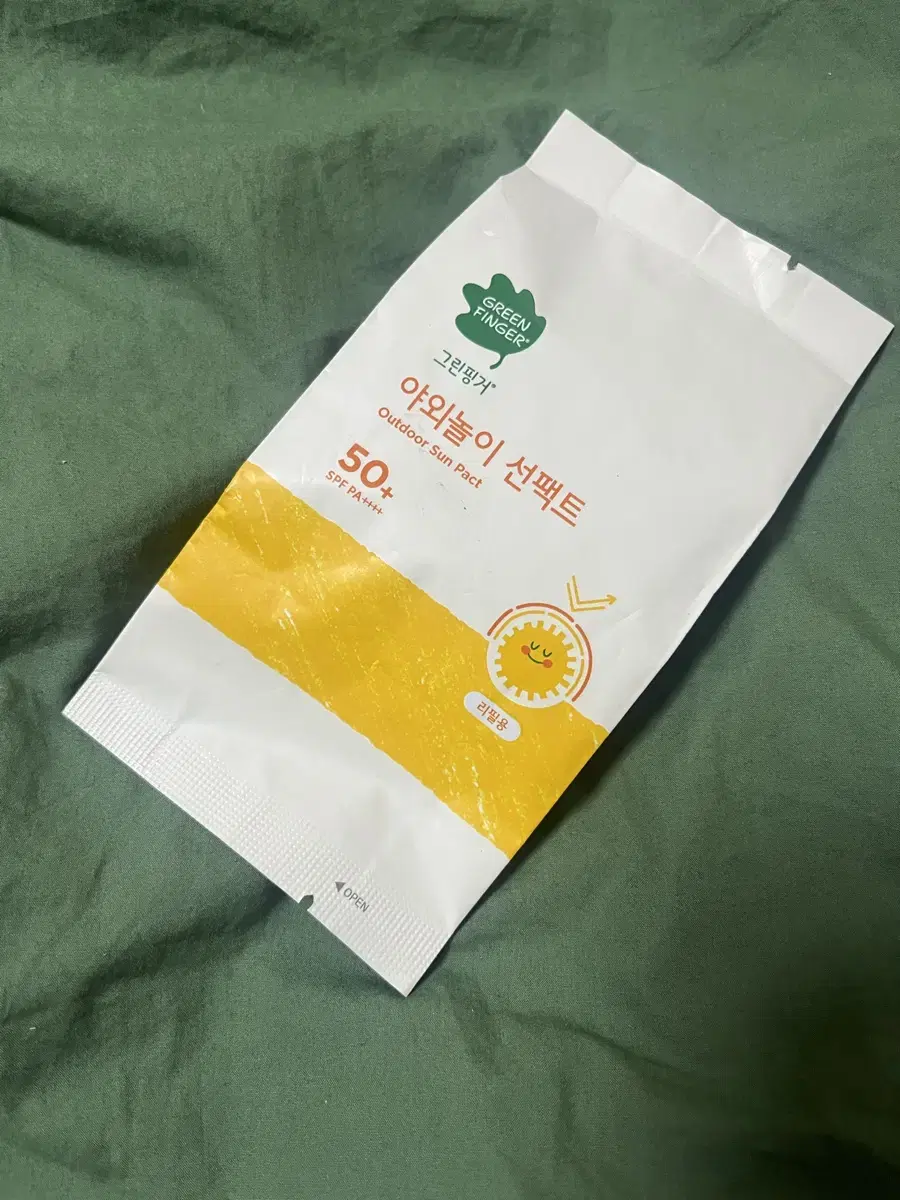 GREEN
FINGER®
그린핑거®
야외놀이 선팩트
Outdoor Sun Pact
50+
SPF PA++++
리필용
◀OPEN